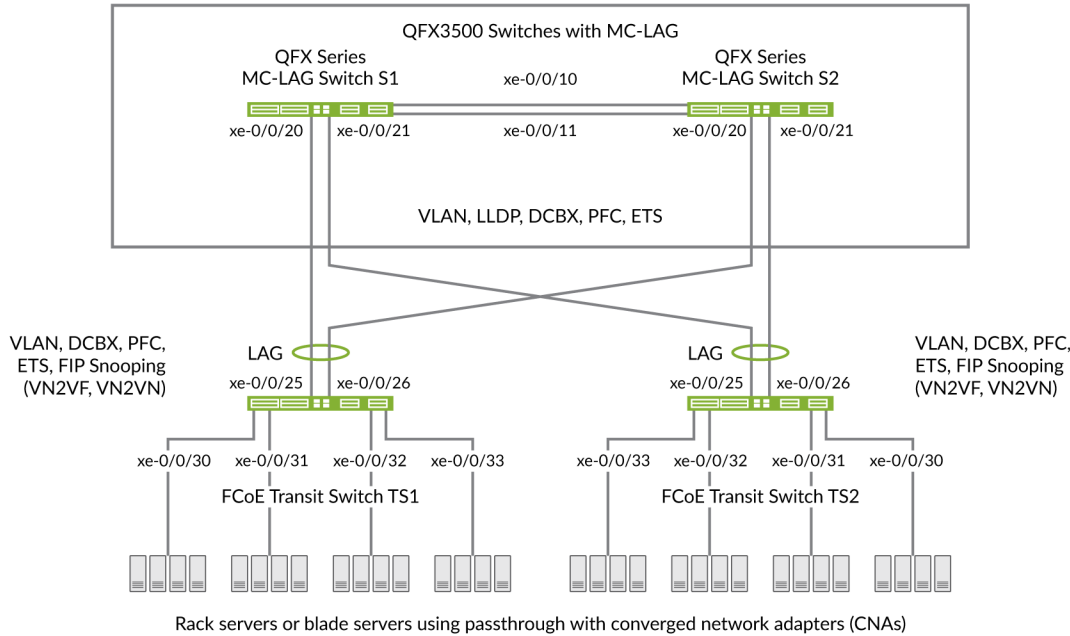 QFX3500 Switches with MC-LAG
QFX Series
MC-LAG Switch S1
QFX Series
MC-LAG Switch S2
xe-0/0/10
xe-0/0/11
xe-0/0/20
xe-0/0/21
xe-0/0/20
xe-0/0/21
VLAN, LLDP, DCBX, PFC, ETS
VLAN, DCBX, PFC,
ETS, FIP Snooping
(VN2VF, VN2VN)
LAG
LAG
VLAN, DCBX, PFC,
ETS, FIP Snooping
(VN2VF, VN2VN)
xe-0/0/25
xe-0/0/26
xe-0/0/25
xe-0/0/26
xe-0/0/30
xe-0/0/31
xe-0/0/32
xe-0/0/33
xe-0/0/33
xe-0/0/32
xe-0/0/31
xe-0/0/30
FCoE Transit Switch TS1
FCoE Transit Switch TS2
Rack servers or blade servers using passthrough with converged network adapters (CNAs)